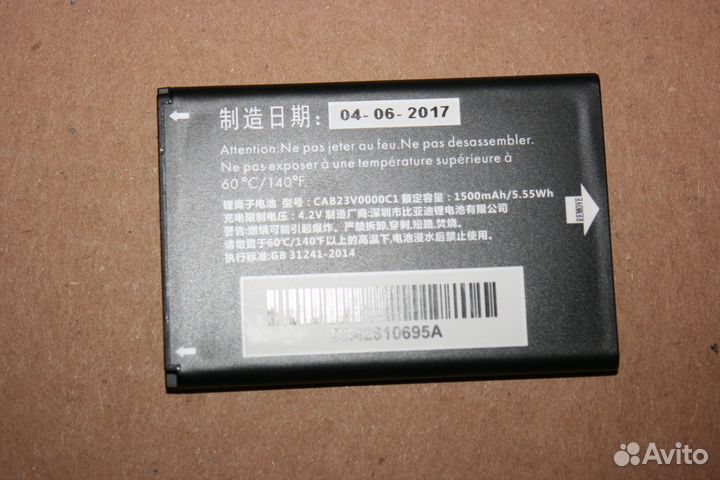 制造日期: 04-06-2017
Attention:Ne pas jeter au feu.Ne pas desassembler.
Ne pas exposer à une température supérieure à
60°C/140°F.
锂离子电池 型号: CAB23V0000C1 额定容量: 1500mAh/5.55Wh
充电限制电压: 4.2V 制造厂商:深圳市比亚迪锂电池有限公司
警告:燃烧可能引起爆炸。严禁拆卸,穿刺,短路,焚烧。
请勿置于60℃/140°F以上的高温下,电池浸水后禁止使用。
执行标准:GB 31241-2014
REMOVE
Avito